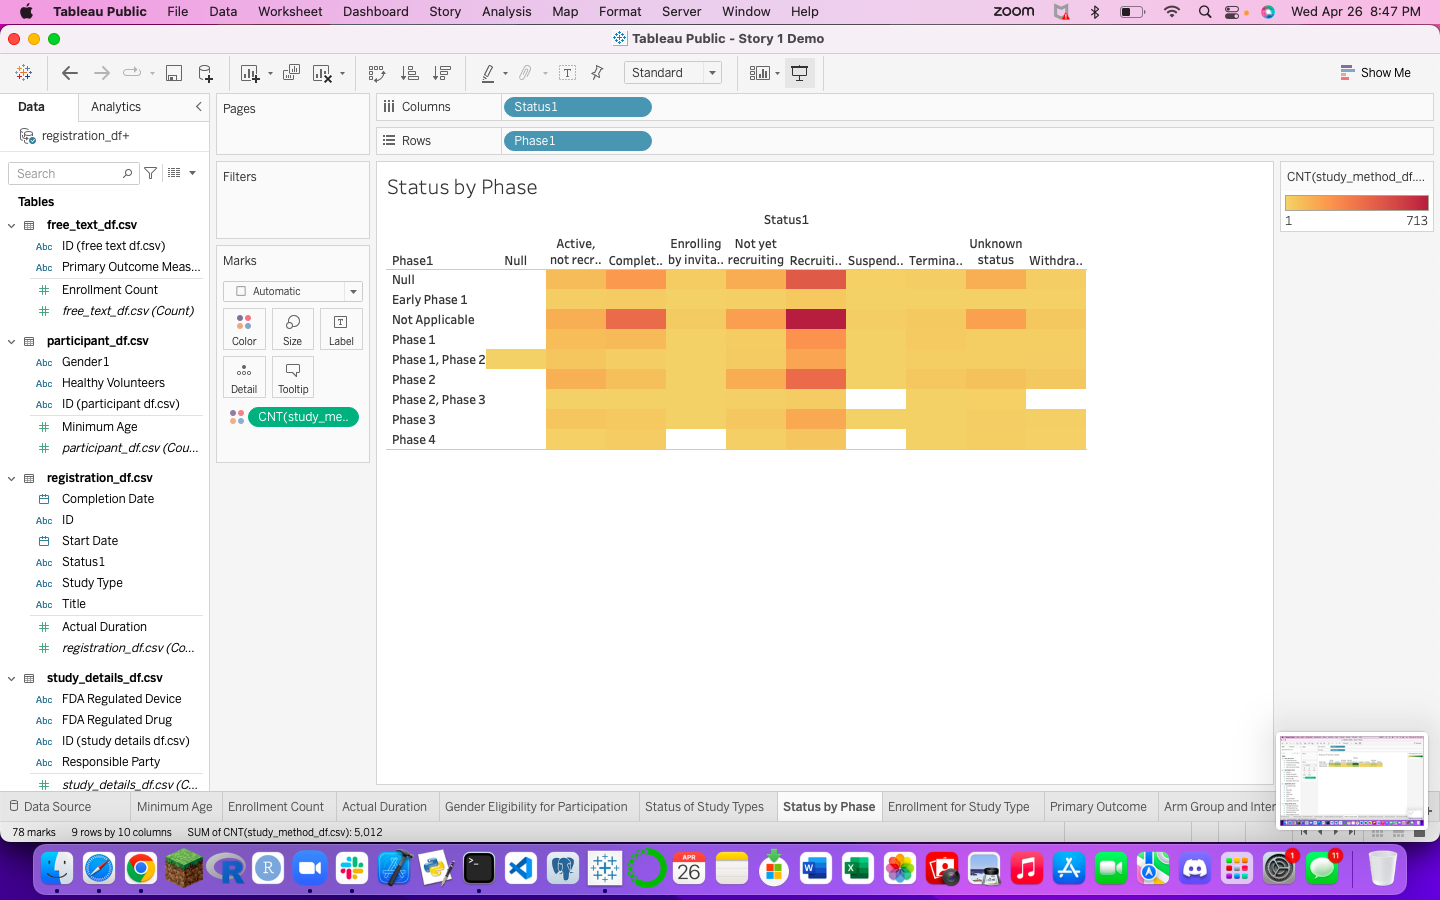 Tableau Public File Data Worksheet Dashboard Story Analysis Map Format Server Window Help zoom Wed Apr 26 8:47 PM
Tableau Public - Story 1 Demo
Standard
Show Me
Data Analytics
registration_df+
Search
Tables
free_text_df.csv
Abc ID (free text df.csv)
Abc Primary Outcome Meas...
Enrollment Count
free_text_df.csv (Count)
participant_df.csv
Abc Gender1
Abc Healthy Volunteers
Abc ID (participant df.csv)
Minimum Age
participant_df.csv (Cou...
registration_df.csv
Completion Date
Abc ID
Start Date
Abc Status1
Abc Study Type
Abc Title
Actual Duration
registration_df.csv (Co...
study_details_df.csv
Abc FDA Regulated Device
Abc FDA Regulated Drug
Abc ID (study details df.csv)
Abc Responsible Party
study_details_df.csv (C...
Pages
Filters
Marks
Automatic
Color Size Label
Detail Tooltip
CNT(study_me..
Columns Status1
Rows Phase1
Status by Phase
Status1
Phase1 Null Active, not recr.. Complet.. Enrolling by invita.. Not yet recruiting Recruiti.. Suspend.. Termina.. Unknown status Withdra..
Null
Early Phase 1
Not Applicable
Phase 1
Phase 1, Phase 2
Phase 2
Phase 2, Phase 3
Phase 3
Phase 4
CNT(study_method_df....
1 713
Data Source Minimum Age Enrollment Count Actual Duration Gender Eligibility for Participation Status of Study Types Status by Phase Enrollment for Study Type Primary Outcome Arm Group and Inter
78 marks 9 rows by 10 columns SUM of CNT(study_method_df.csv): 5,012
APR
26
1
11